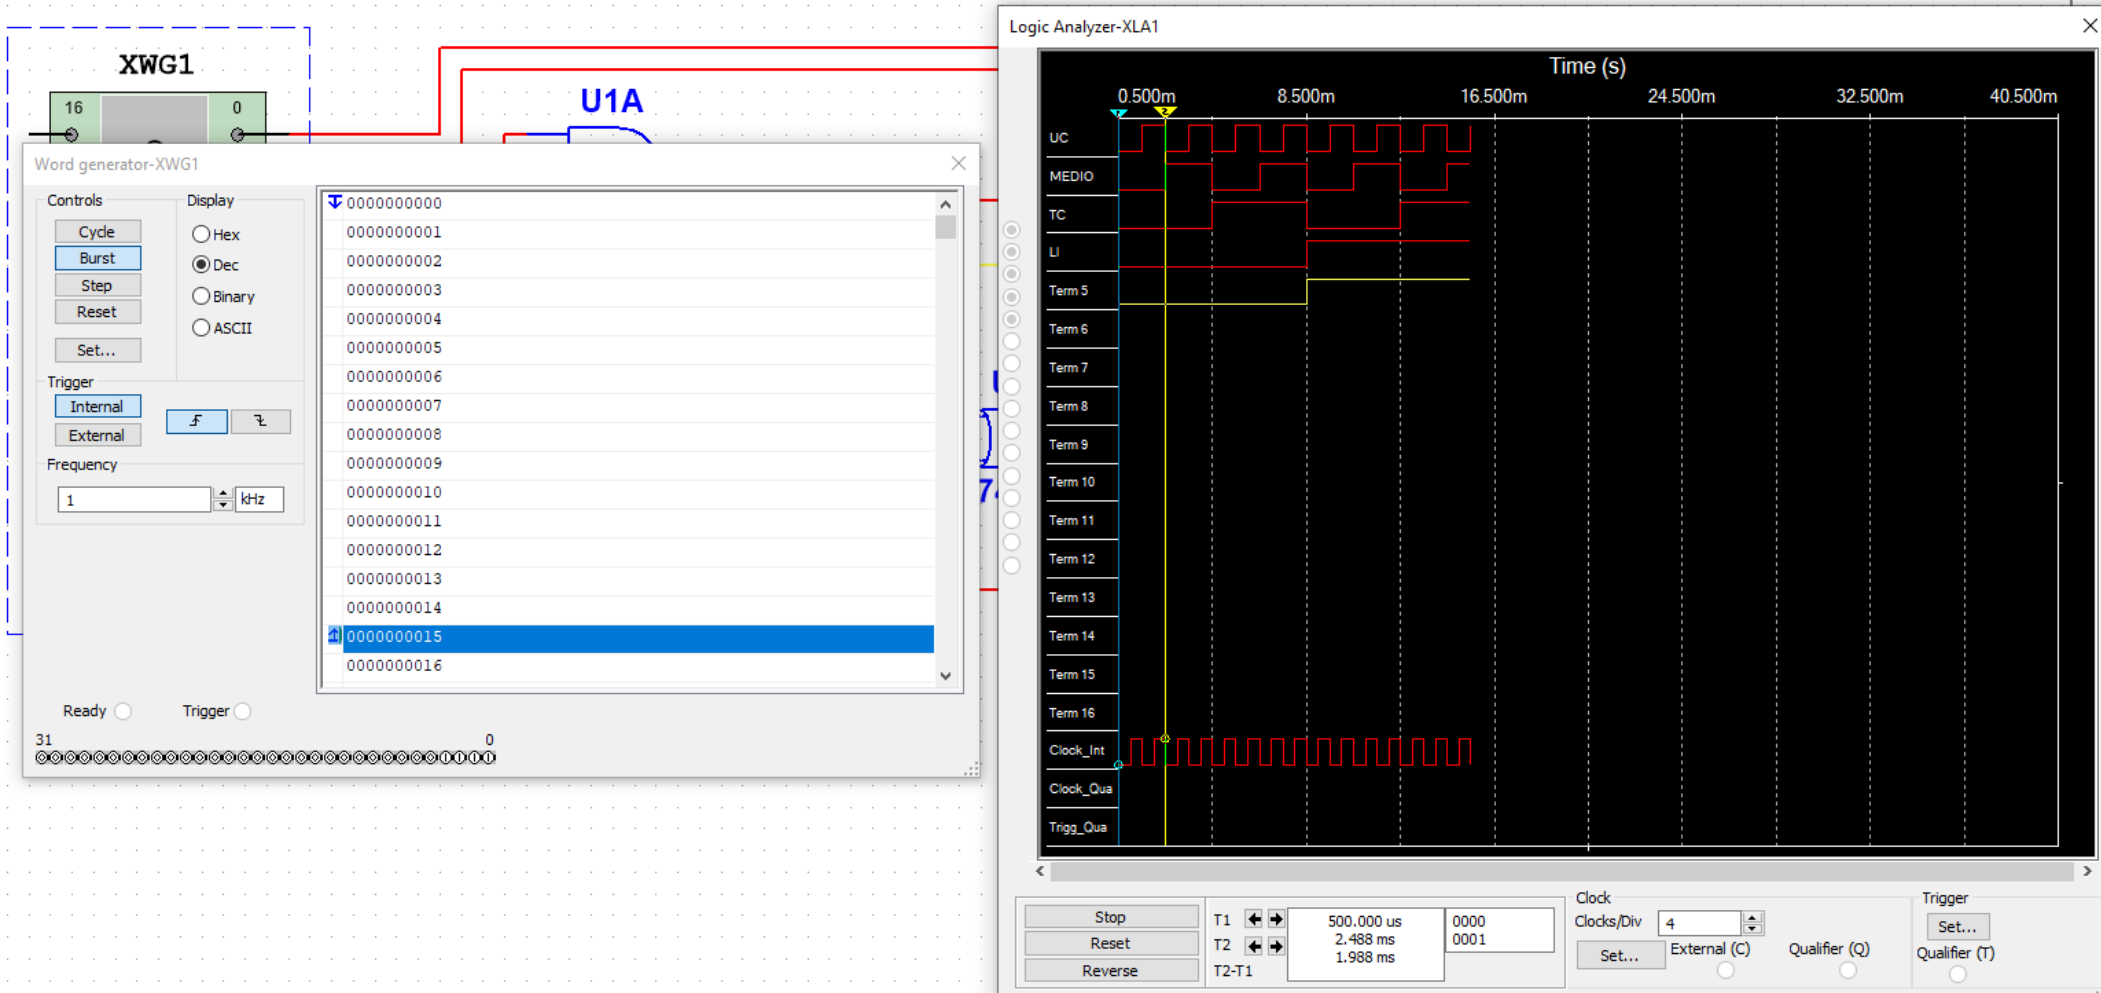 XWG1
16
0
U1A
Word generator-XWG1
Controls
Display
Cycle
Burst
Step
Reset
Set...
Hex
Dec
Binary
ASCII
Trigger
Internal
External
Frequency
1
kHz
0000000000
0000000001
0000000002
0000000003
0000000004
0000000005
0000000006
0000000007
0000000008
0000000009
0000000010
0000000011
0000000012
0000000013
0000000014
0000000015
0000000016
Ready
Trigger
31
0
Logic Analyzer-XLA1
Time (s)
0.500m 8.500m 16.500m 24.500m 32.500m 40.500m
1
2
UC
MEDIO
TC
LI
Term 5
Term 6
Term 7
Term 8
Term 9
Term 10
Term 11
Term 12
Term 13
Term 14
Term 15
Term 16
Clock_Int
Clock_Qua
Trigg_Qua
Stop
Reset
Reverse
T1
T2
T2-T1
500.000 us
2.488 ms
1.988 ms
0000
0001
Clock
Clocks/Div
4
Set...
External (C)
Qualifier (Q)
Trigger
Set...
Qualifier (T)